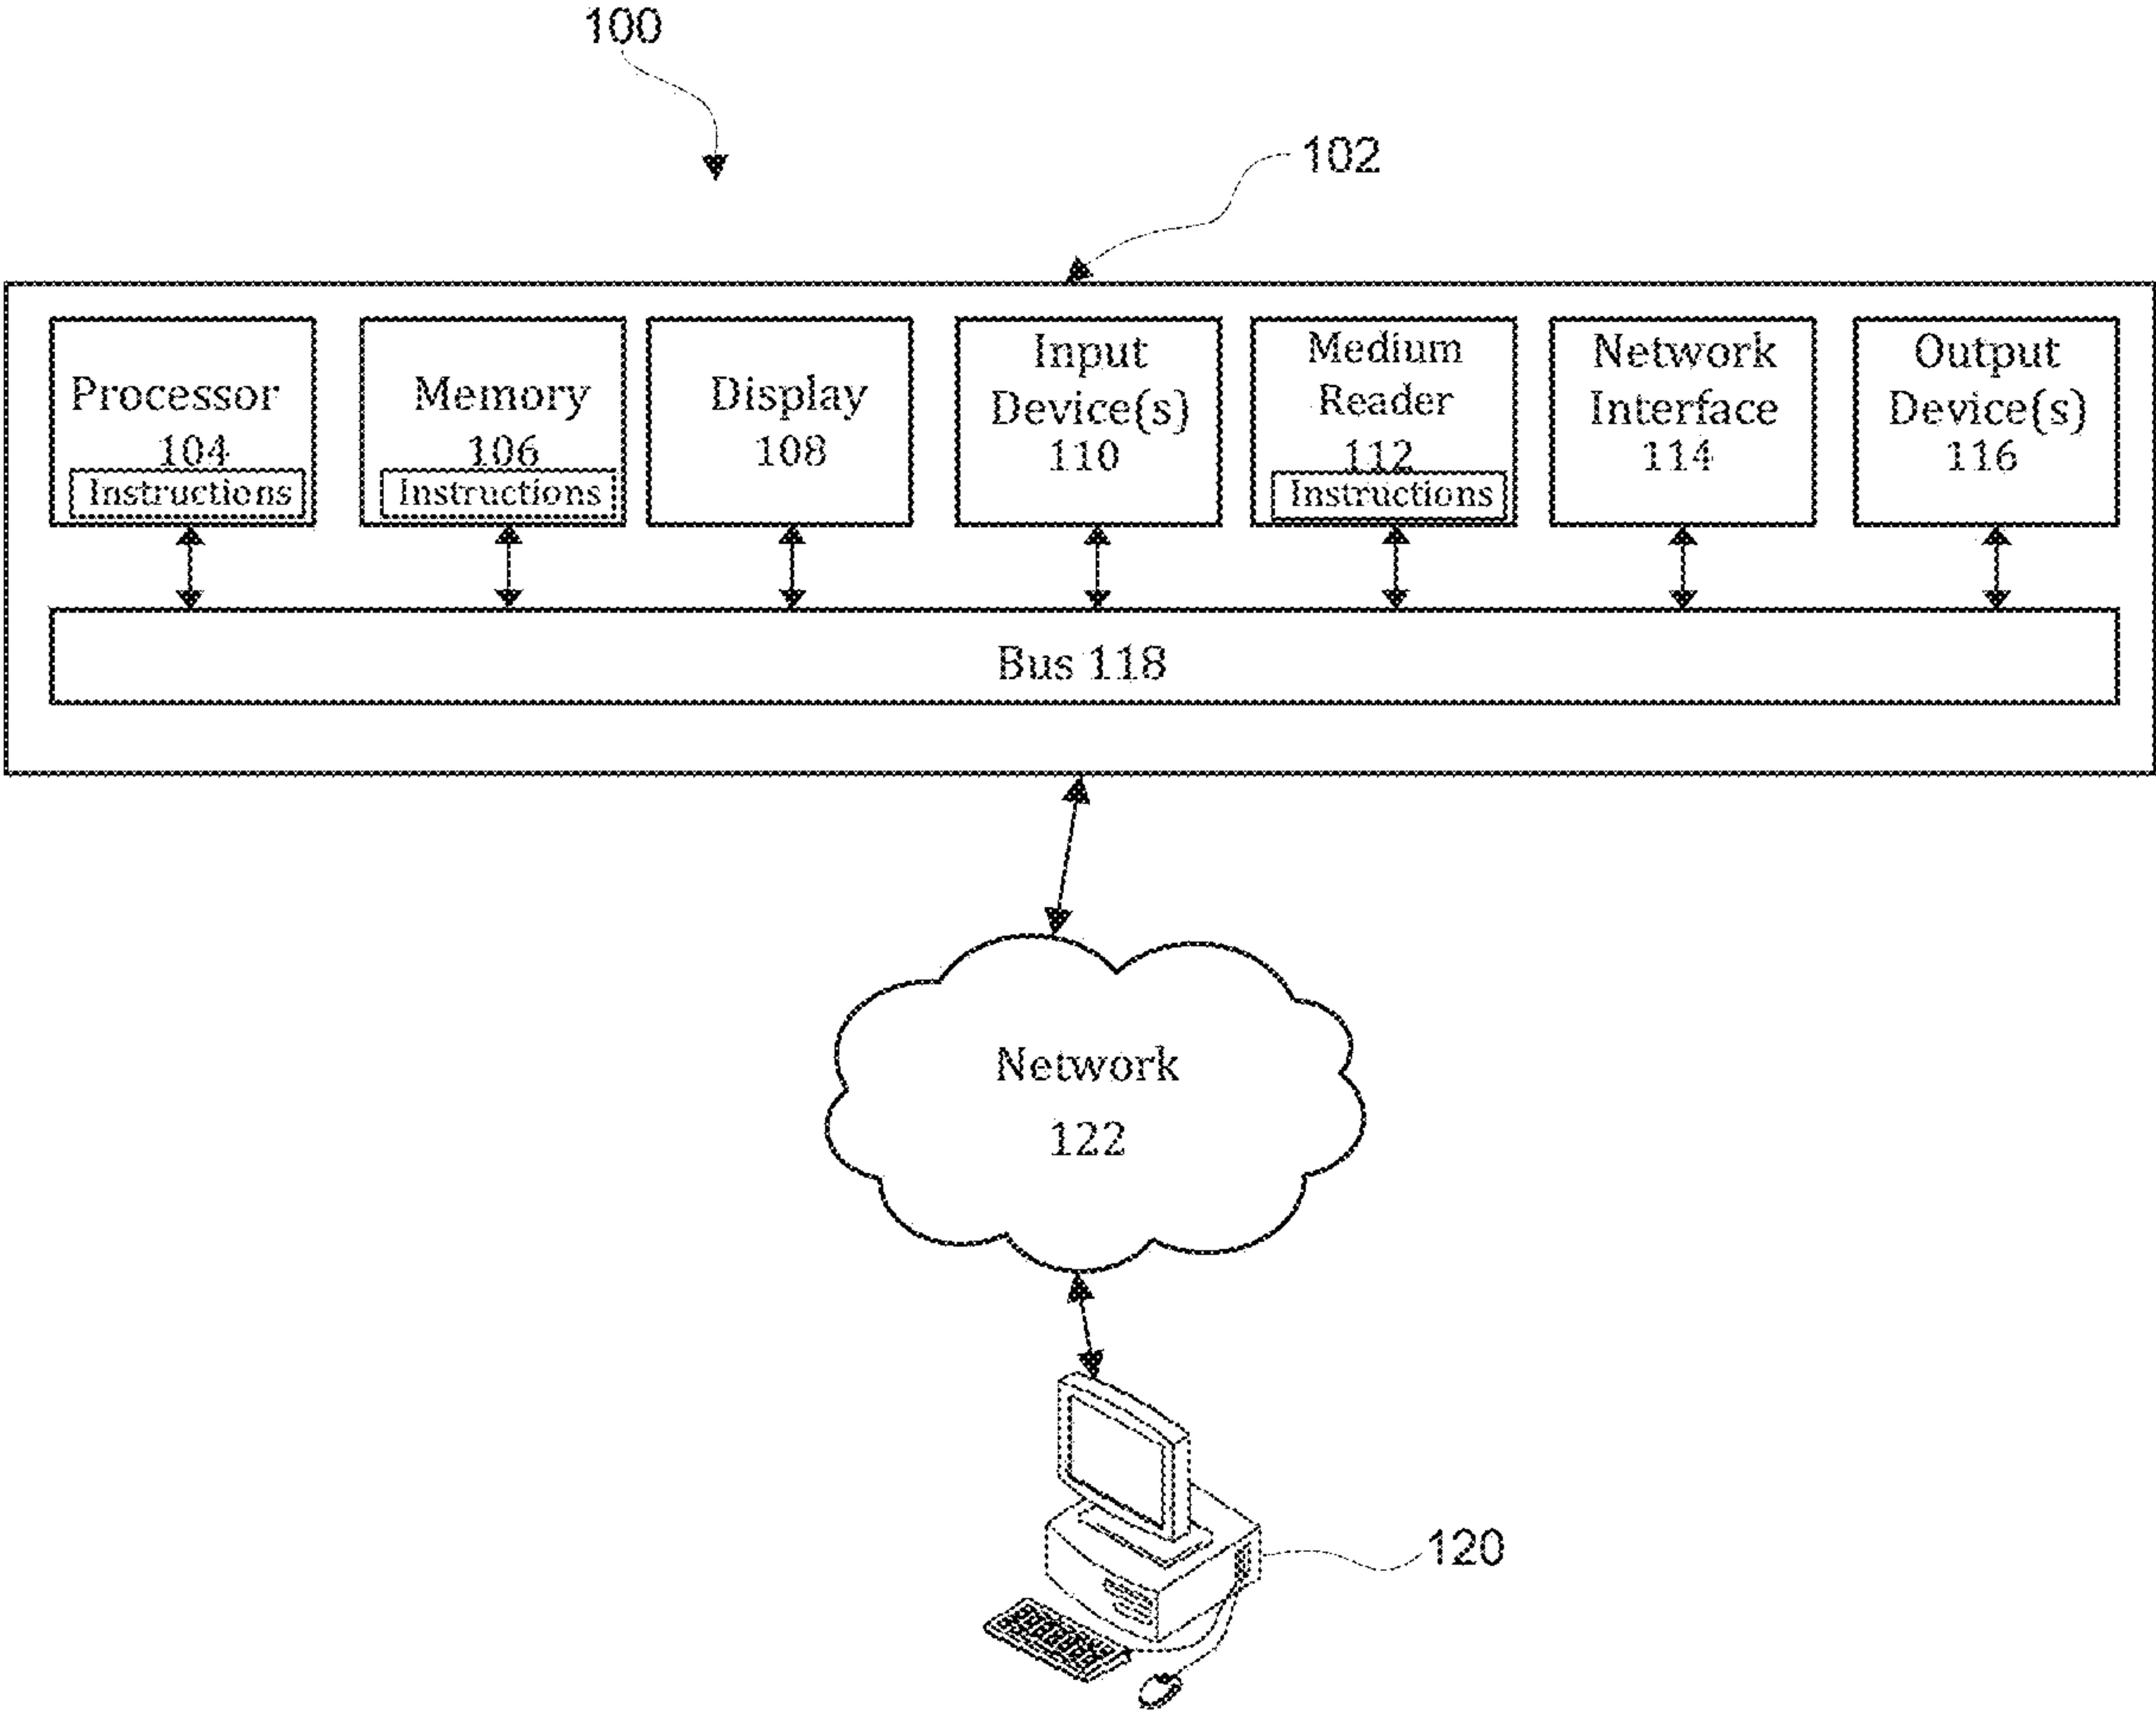 100
102
Processor
104
Instructions
Memory
106
Instructions
Display
108
Input
Device(s)
110
Medium
Reader
112
Instructions
Network
Interface
114
Output
Device(s)
116
Bus 118
Network
122
120